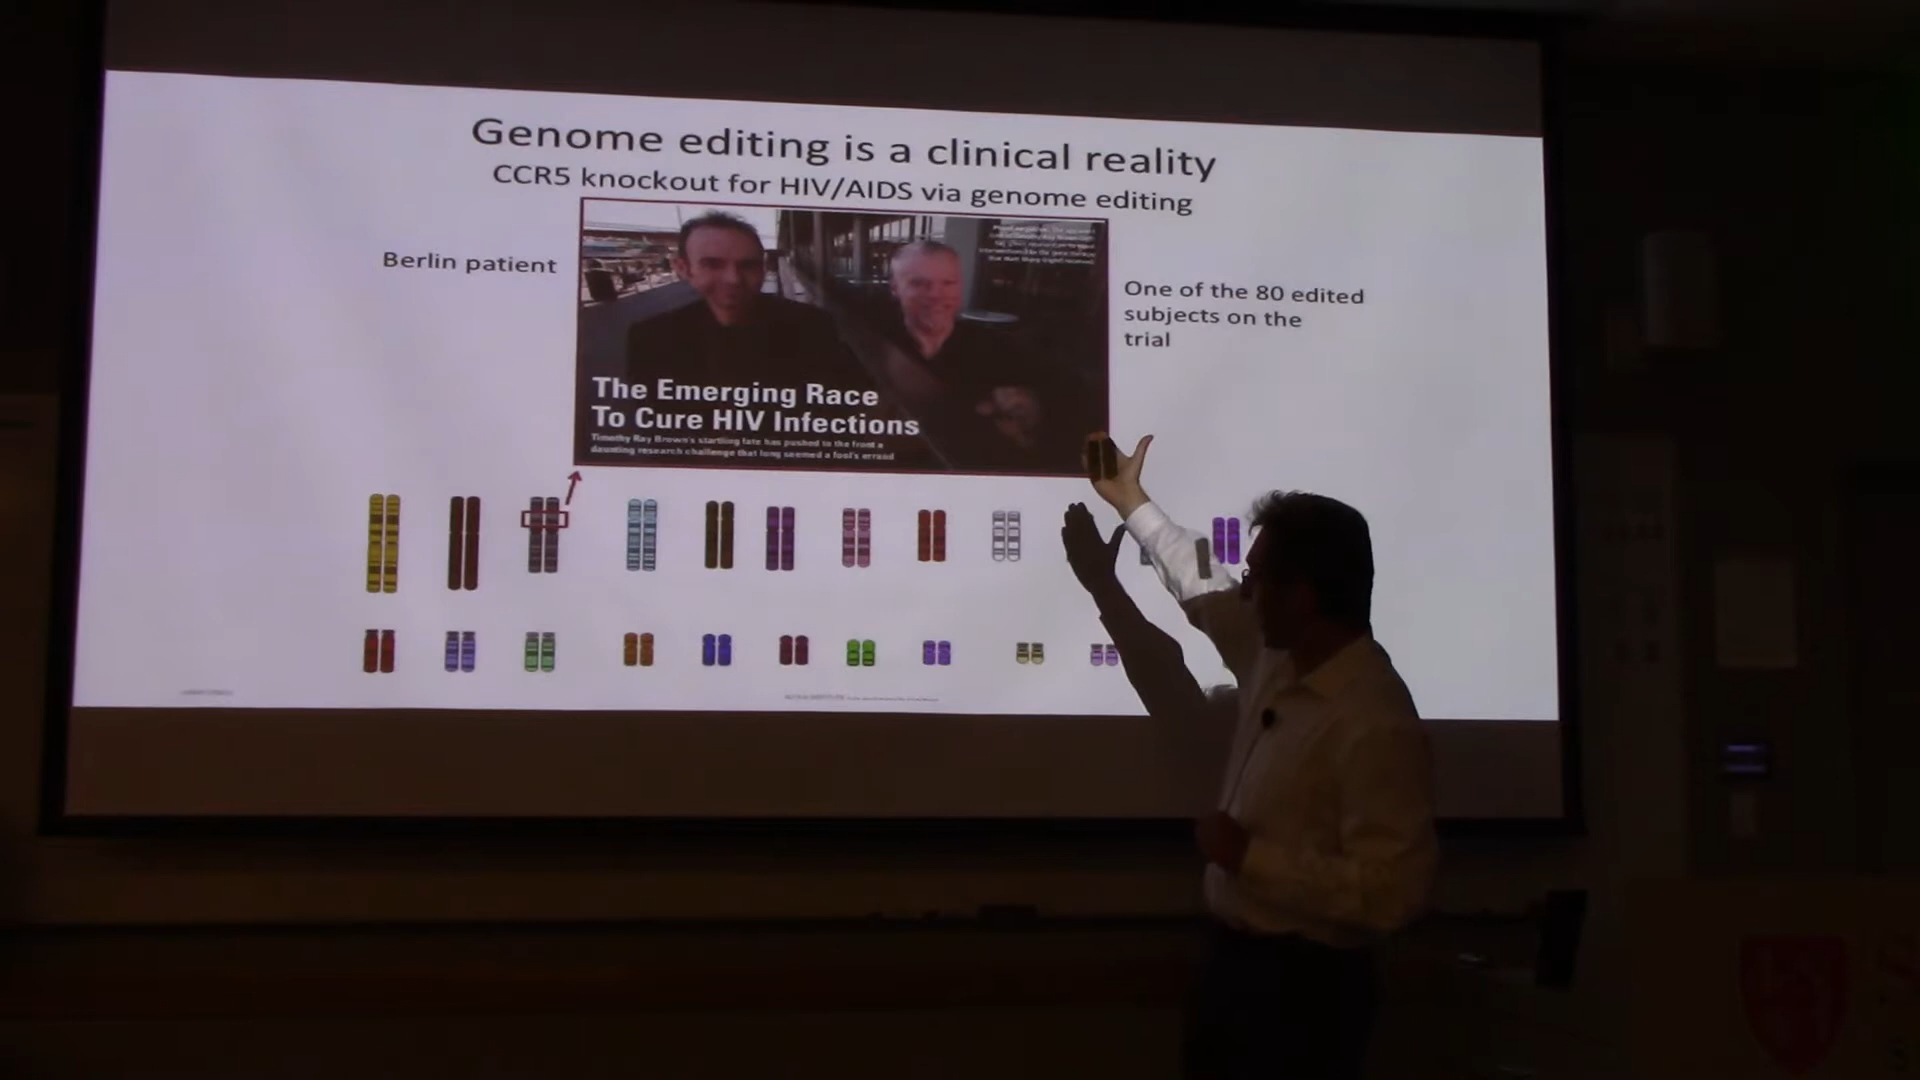 Genome editing is a clinical reality
CCR5 knockout for HIV/AIDS via genome editing
Berlin patient
One of the 80 edited
subjects on the
trial
The Emerging Race
To Cure HIV Infections
Timothy Ray Brown's startling fate has pushed to the front a
daunting research challenge that long seemed a fool's errand